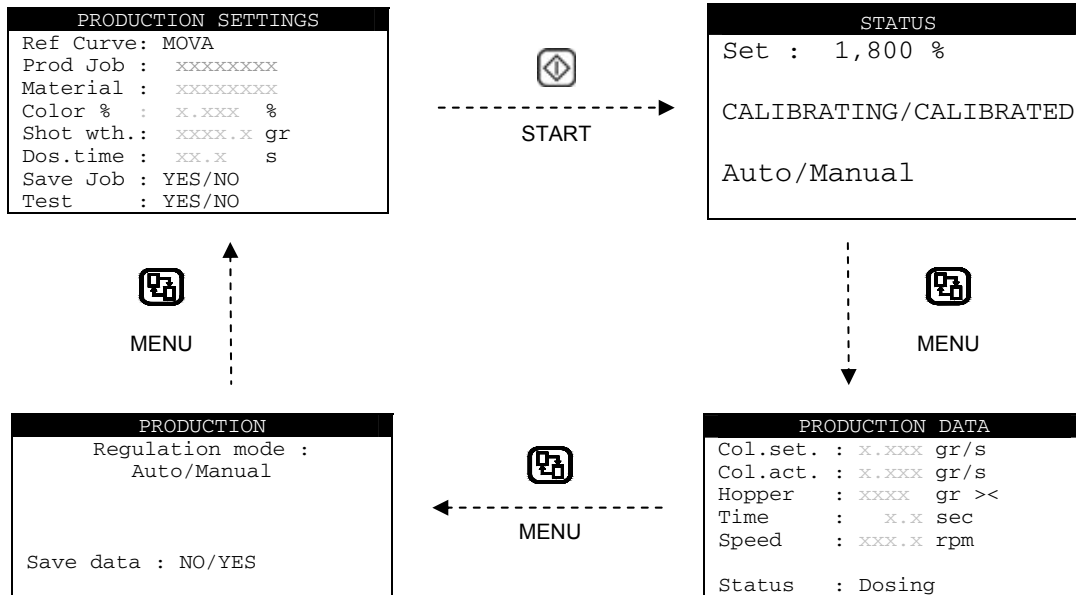 PRODUCTION SETTINGS
Ref Curve: MOVA
Prod Job : xxxxxxxx
Material : xxxxxxxx
Color % : x.xxx %
Shot wth.: xxxx.x gr
Dos.time : xx.x s
Save Job : YES/NO
Test : YES/NO
START
STATUS
Set : 1,800 %
CALIBRATING/CALIBRATED
Auto/Manual
MENU
MENU
PRODUCTION
Regulation mode :
Auto/Manual
Save data : NO/YES
MENU
PRODUCTION DATA
Col.set. : x.xxx gr/s
Col.act. : x.xxx gr/s
Hopper : xxxx gr ><
Time : x.x sec
Speed : xxx.x rpm
Status : Dosing